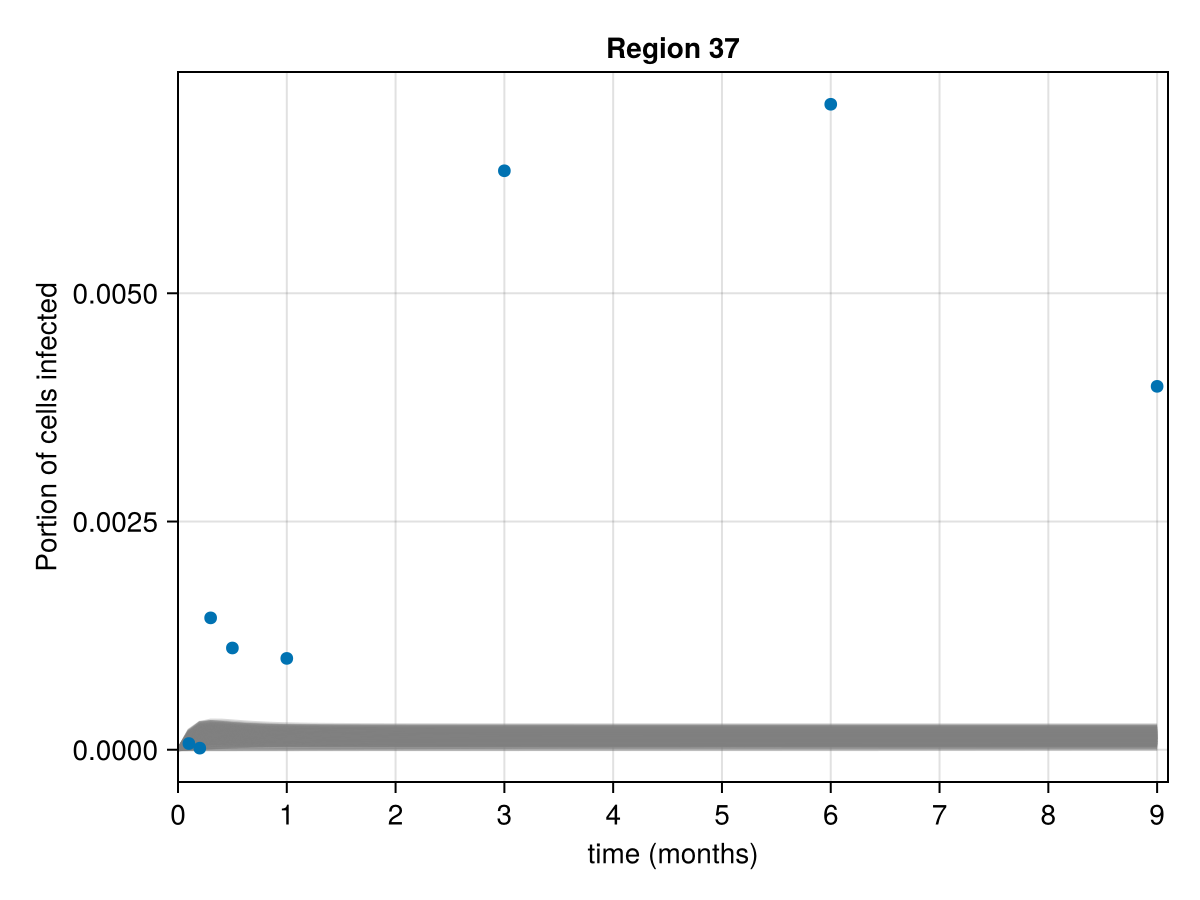 Region 37
Portion of cells infected
0.0050
0.0025
0.0000
0 1 2 3 4 5 6 7 8 9
time (months)